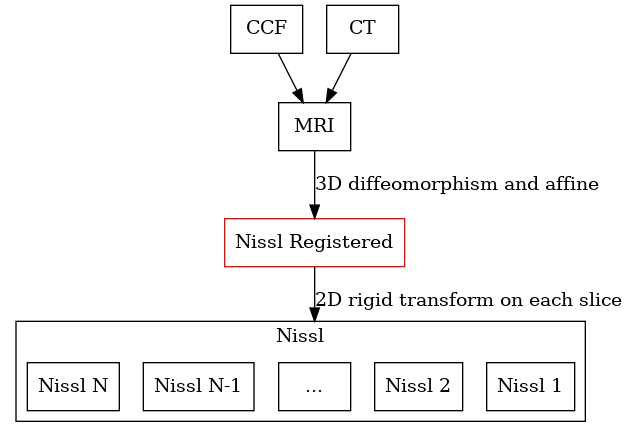 CCF
CT
MRI
3D diffeomorphism and affine
Nissl Registered
2D rigid transform on each slice
Nissl
Nissl N
Nissl N-1
...
Nissl 2
Nissl 1